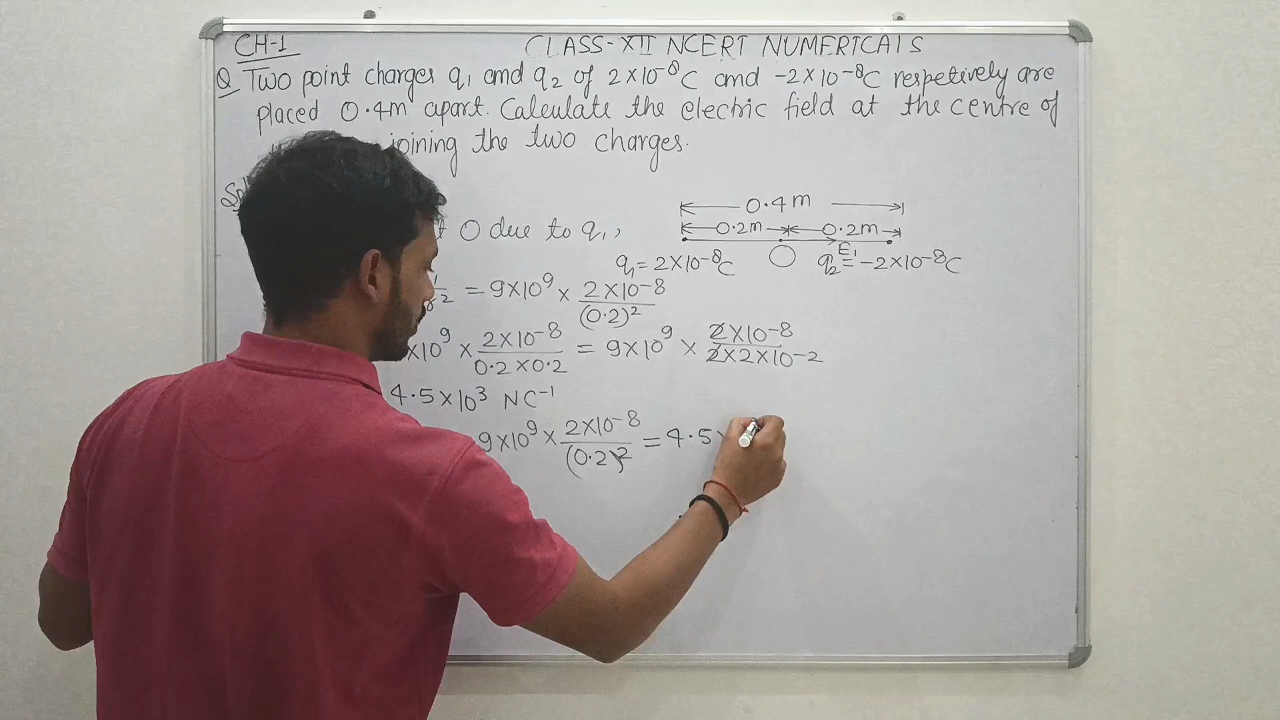 CH-1 CLASS-XII NCERT NUMERICALS
Q Two point charges q₁ and q₂ of 2×10⁻⁸C and -2×10⁻⁸C respetively are
placed 0.4m apart. Calculate the electric field at the centre of
joining the two charges.
0.4m
0.2m 0.2m
O due to q₁,
E₁
q₁ = 2×10⁻⁸C O q₂ = -2×10⁻⁸C
= 9×10⁹ × 2×10⁻⁸/(0.2)²
×10⁹ × 2×10⁻⁸/0.2×0.2 = 9×10⁹ × 2×10⁻⁸/2×2×10⁻²
4.5×10³ NC⁻¹
9×10⁹ × 2×10⁻⁸/(0.2)² = 4.5×